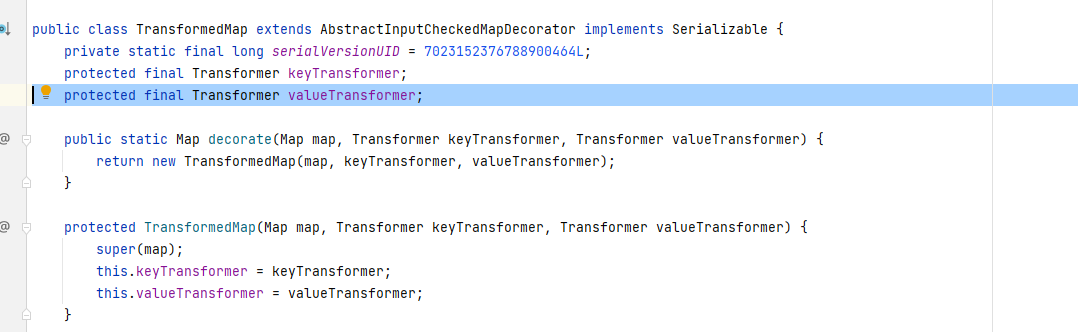 public class TransformedMap extends AbstractInputCheckedMapDecorator implements Serializable {
    private static final long serialVersionUID = 7023152376788900464L;
    protected final Transformer keyTransformer;
    protected final Transformer valueTransformer;
    public static Map decorate(Map map, Transformer keyTransformer, Transformer valueTransformer) {
        return new TransformedMap(map, keyTransformer, valueTransformer);
    }
    protected TransformedMap(Map map, Transformer keyTransformer, Transformer valueTransformer) {
        super(map);
        this.keyTransformer = keyTransformer;
        this.valueTransformer = valueTransformer;
    }